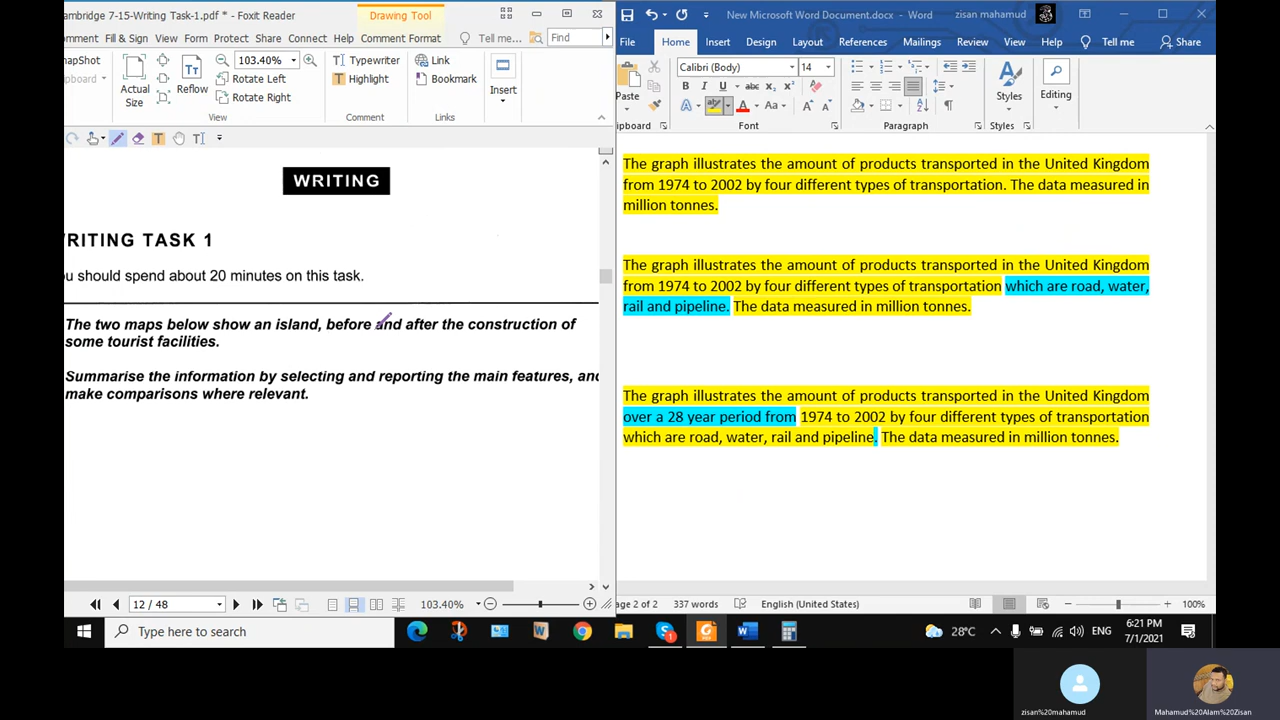 ambridge 7-15-Writing Task-1.pdf * - Foxit Reader
Drawing Tool
omment Fill & Sign View Form Protect Share Connect Help Comment Format Tell me... Find
napShot
pboard
Actual Size
Reflow
103.40%
Rotate Left
Rotate Right
View
Typewriter
Highlight
Comment
Link
Bookmark
Links
Insert
WRITING
RITING TASK 1
ou should spend about 20 minutes on this task.
The two maps below show an island, before and after the construction of
some tourist facilities.
Summarise the information by selecting and reporting the main features, and
make comparisons where relevant.
12 / 48
103.40%
New Microsoft Word Document.docx - Word
zisan mahamud
File Home Insert Design Layout References Mailings Review View Help Tell me Share
Paste
Calibri (Body) 14
B I U abc x₂ x²
Styles
Editing
ipboard
Font
Paragraph
Styles
The graph illustrates the amount of products transported in the United Kingdom
from 1974 to 2002 by four different types of transportation. The data measured in
million tonnes.
The graph illustrates the amount of products transported in the United Kingdom
from 1974 to 2002 by four different types of transportation which are road, water,
rail and pipeline. The data measured in million tonnes.
The graph illustrates the amount of products transported in the United Kingdom
over a 28 year period from 1974 to 2002 by four different types of transportation
which are road, water, rail and pipeline. The data measured in million tonnes.
age 2 of 2 337 words English (United States) 100%
Type here to search
28°C
ENG
6:21 PM
7/1/2021
zisan%20mahamud
Mahamud%20Alam%20Zisan